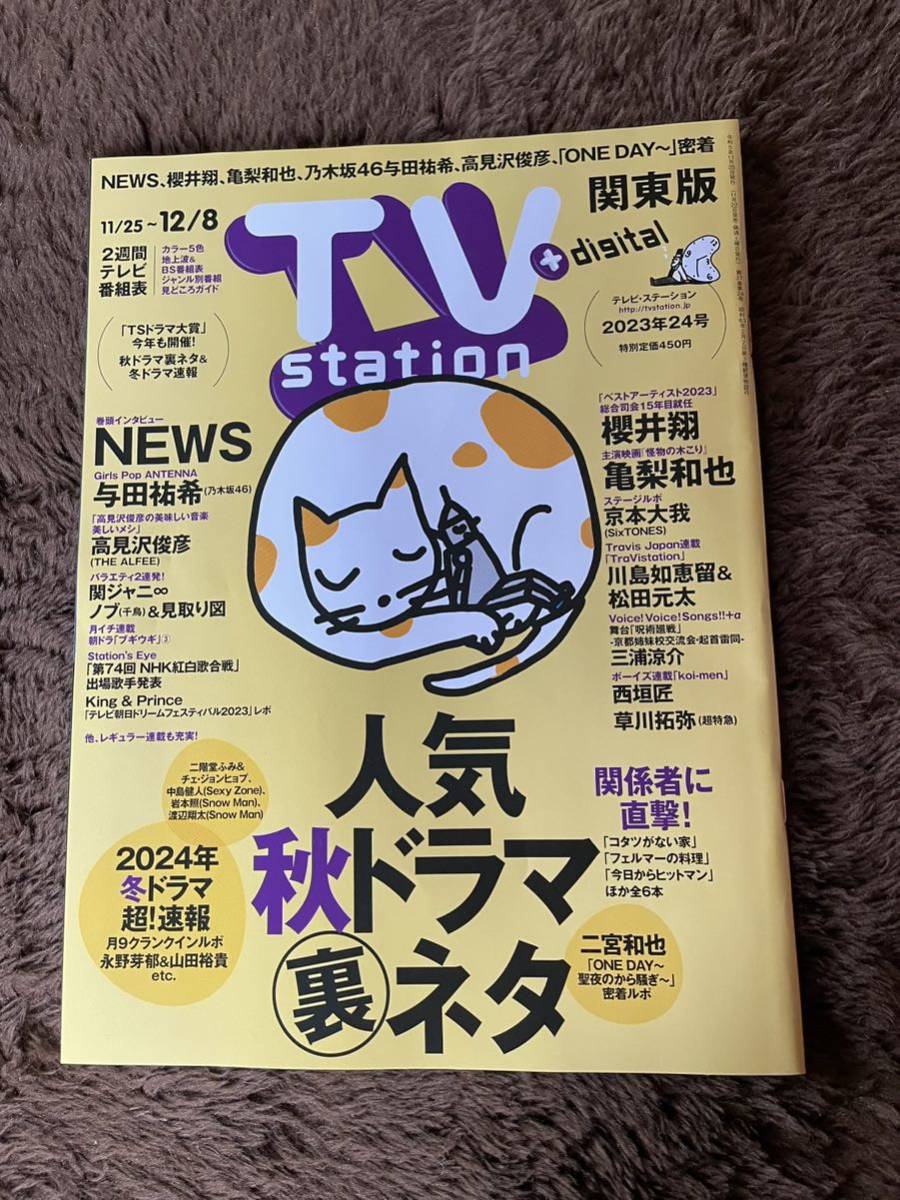 NEWS、櫻井翔、亀梨和也、乃木坂46与田祐希、高見沢俊彦、「ONE DAY〜」密着
関東版
11/25~12/8
2週間
テレビ
番組表
カラー5色
地上波&
BS番組表
ジャンル別番組
見どころガイド
TV
station
+digital
テレビ・ステーション
http://tvstation.jp
2023年24号
特別定価450円
「TSドラマ大賞」
今年も開催!
秋ドラマ裏ネタ&
冬ドラマ速報
巻頭インタビュー
NEWS
Girls Pop ANTENNA
与田祐希(乃木坂46)
「高見沢俊彦の美味しい音楽
美しいメシ」
高見沢俊彦
(THE ALFEE)
バラエティ2連発!
関ジャニ∞
ノブ(千鳥)&見取り図
月イチ連載
朝ドラ「ブギウギ」③
Station's Eye
「第74回 NHK紅白歌合戦」
出場歌手発表
King & Prince
「テレビ朝日ドリームフェスティバル2023」レポ
他、レギュラー連載も充実!
「ベストアーティスト2023」
総合司会15年目就任
櫻井翔
主演映画『怪物の木こり』
亀梨和也
ステージルポ
京本大我
(SixTONES)
Travis Japan連載
「TraVistation」
川島如恵留&
松田元太
Voice!Voice!Songs!!+α
舞台「呪術廻戦」
-京都姉妹校交流会・起首雷同-
三浦涼介
ボーイズ連載「koi-men」
西垣匠
草川拓弥(超特急)
二階堂ふみ&
チェ・ジョンヒョプ、
中島健人(Sexy Zone)、
岩本照(Snow Man)、
渡辺翔太(Snow Man)
2024年
冬ドラマ
超!速報
月9クランクインルポ
永野芽郁&山田裕貴
etc.
人気
秋ドラマ
裏ネタ
関係者に
直撃!
「コタツがない家」
「フェルマーの料理」
「今日からヒットマン」
ほか全6本
二宮和也
「ONE DAY〜
聖夜のから騒ぎ〜」
密着ルポ